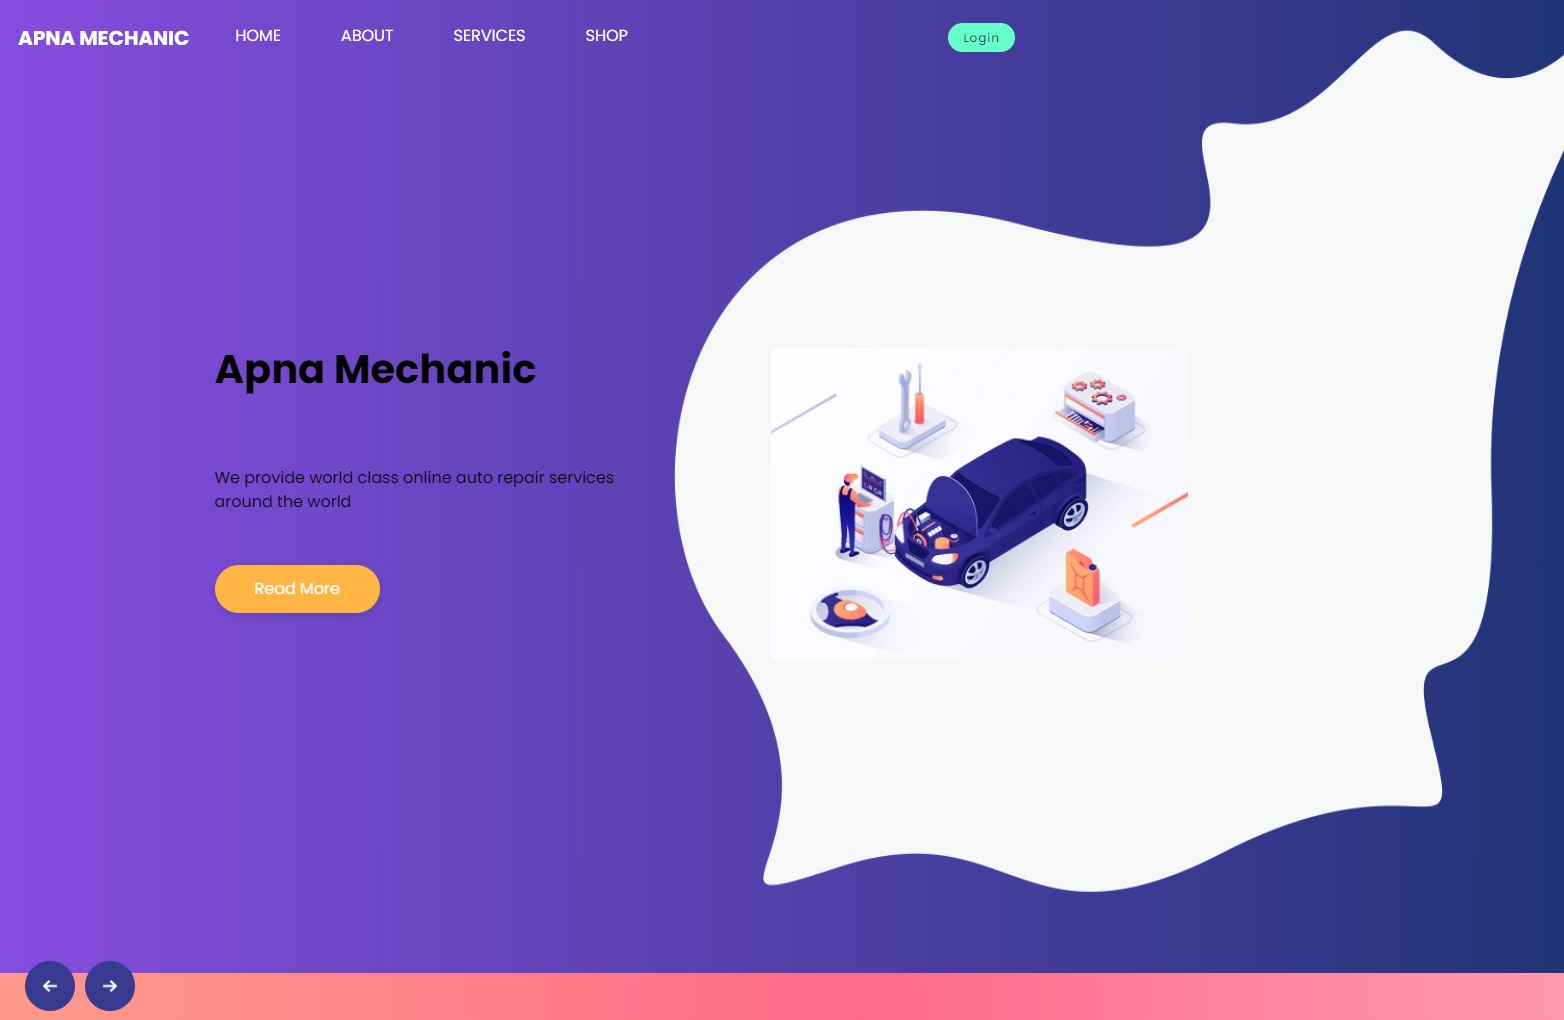 APNA MECHANIC HOME ABOUT SERVICES SHOP Login
Apna Mechanic
We provide world class online auto repair services
around the world
Read More